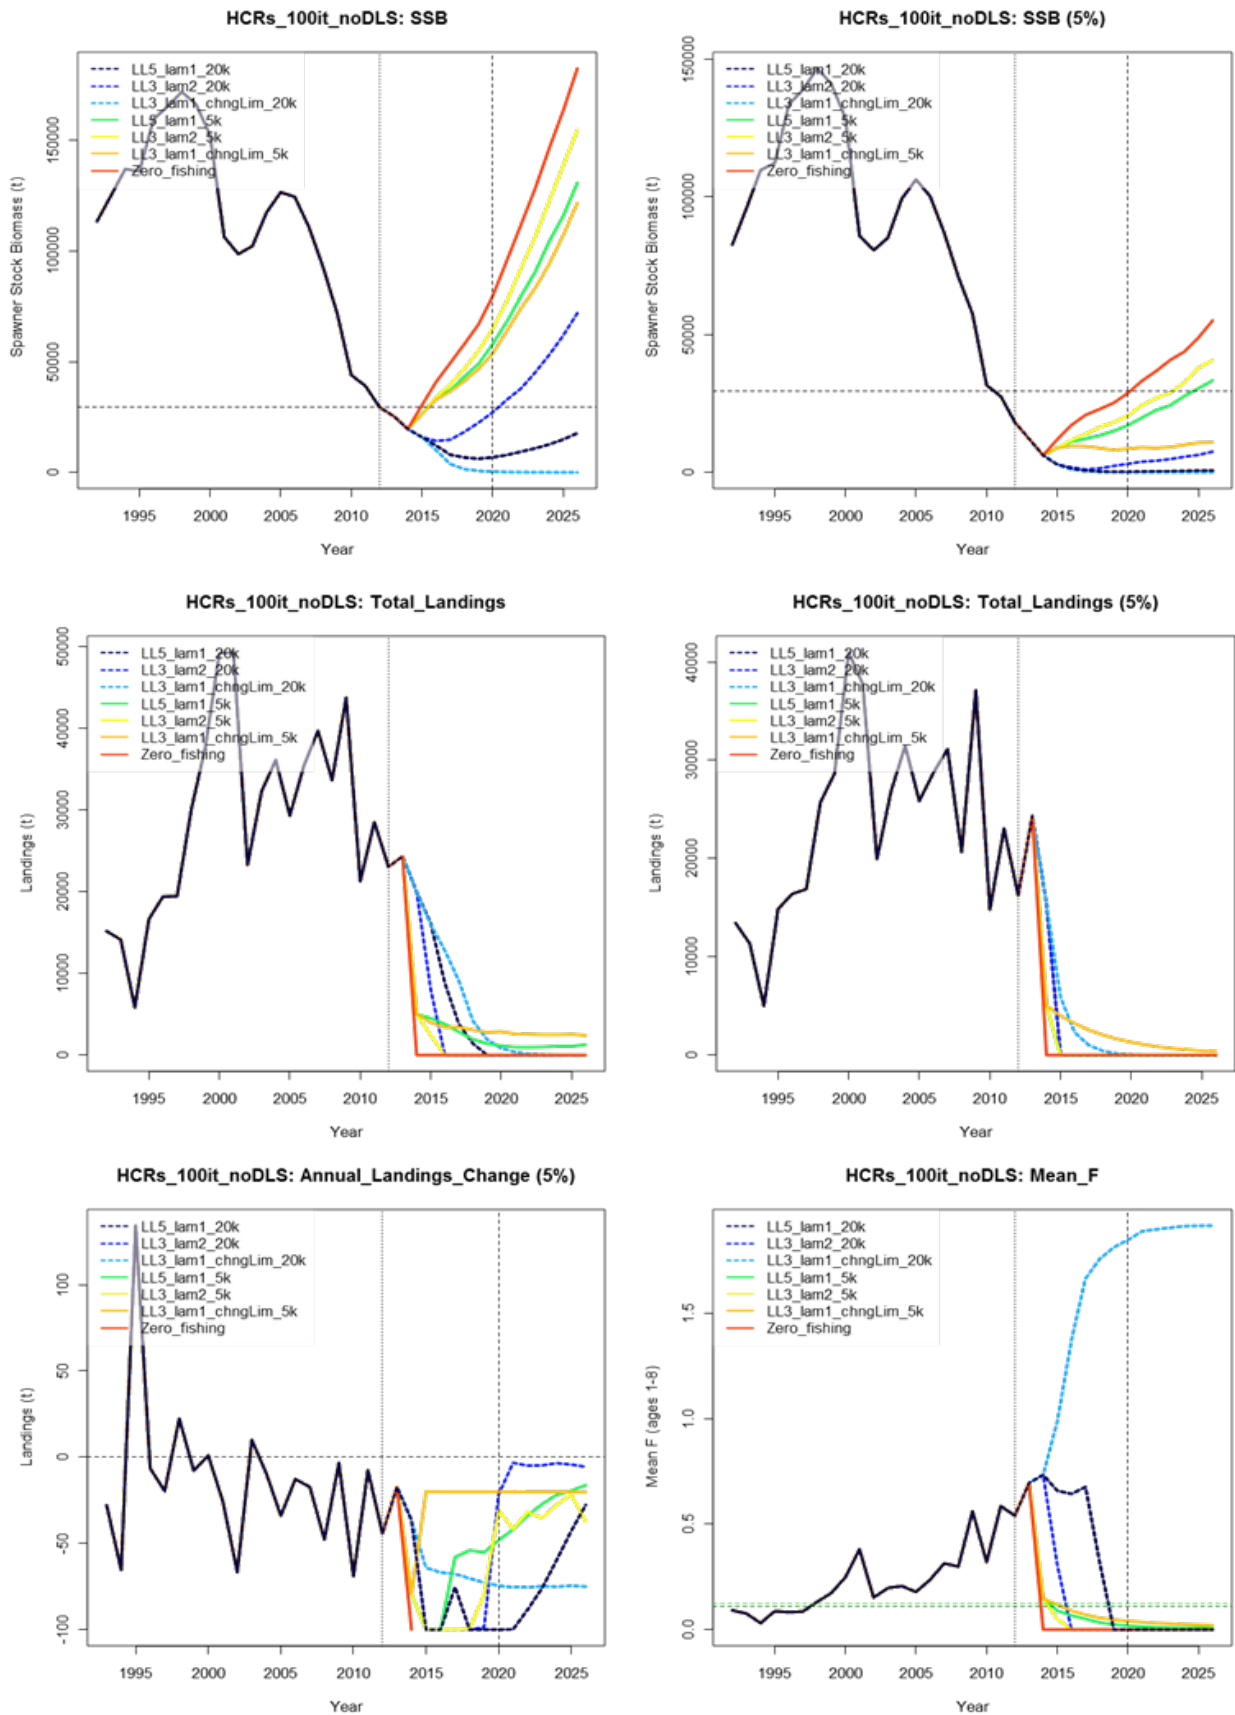 HCRs_100it_noDLS: SSB
LL5_lam1_20k
LL3_lam2_20k
LL3_lam1_chngLim_20k
LL5_lam1_5k
LL3_lam2_5k
LL3_lam1_chngLim_5k
Zero_fishing
Spawner Stock Biomass (t)
150000
100000
50000
0
1995 2000 2005 2010 2015 2020 2025
Year
HCRs_100it_noDLS: SSB (5%)
LL5_lam1_20k
LL3_lam2_20k
LL3_lam1_chngLim_20k
LL5_lam1_5k
LL3_lam2_5k
LL3_lam1_chngLim_5k
Zero_fishing
Spawner Stock Biomass (t)
150000
100000
50000
0
1995 2000 2005 2010 2015 2020 2025
Year
HCRs_100it_noDLS: Total_Landings
LL5_lam1_20k
LL3_lam2_20k
LL3_lam1_chngLim_20k
LL5_lam1_5k
LL3_lam2_5k
LL3_lam1_chngLim_5k
Zero_fishing
Landings (t)
50000
40000
30000
20000
10000
0
1995 2000 2005 2010 2015 2020 2025
Year
HCRs_100it_noDLS: Total_Landings (5%)
LL5_lam1_20k
LL3_lam2_20k
LL3_lam1_chngLim_20k
LL5_lam1_5k
LL3_lam2_5k
LL3_lam1_chngLim_5k
Zero_fishing
Landings (t)
40000
30000
20000
10000
0
1995 2000 2005 2010 2015 2020 2025
Year
HCRs_100it_noDLS: Annual_Landings_Change (5%)
LL5_lam1_20k
LL3_lam2_20k
LL3_lam1_chngLim_20k
LL5_lam1_5k
LL3_lam2_5k
LL3_lam1_chngLim_5k
Zero_fishing
Landings (t)
100
50
0
-50
-100
1995 2000 2005 2010 2015 2020 2025
Year
HCRs_100it_noDLS: Mean_F
LL5_lam1_20k
LL3_lam2_20k
LL3_lam1_chngLim_20k
LL5_lam1_5k
LL3_lam2_5k
LL3_lam1_chngLim_5k
Zero_fishing
Mean F (ages 1-8)
1.5
1.0
0.5
0.0
1995 2000 2005 2010 2015 2020 2025
Year